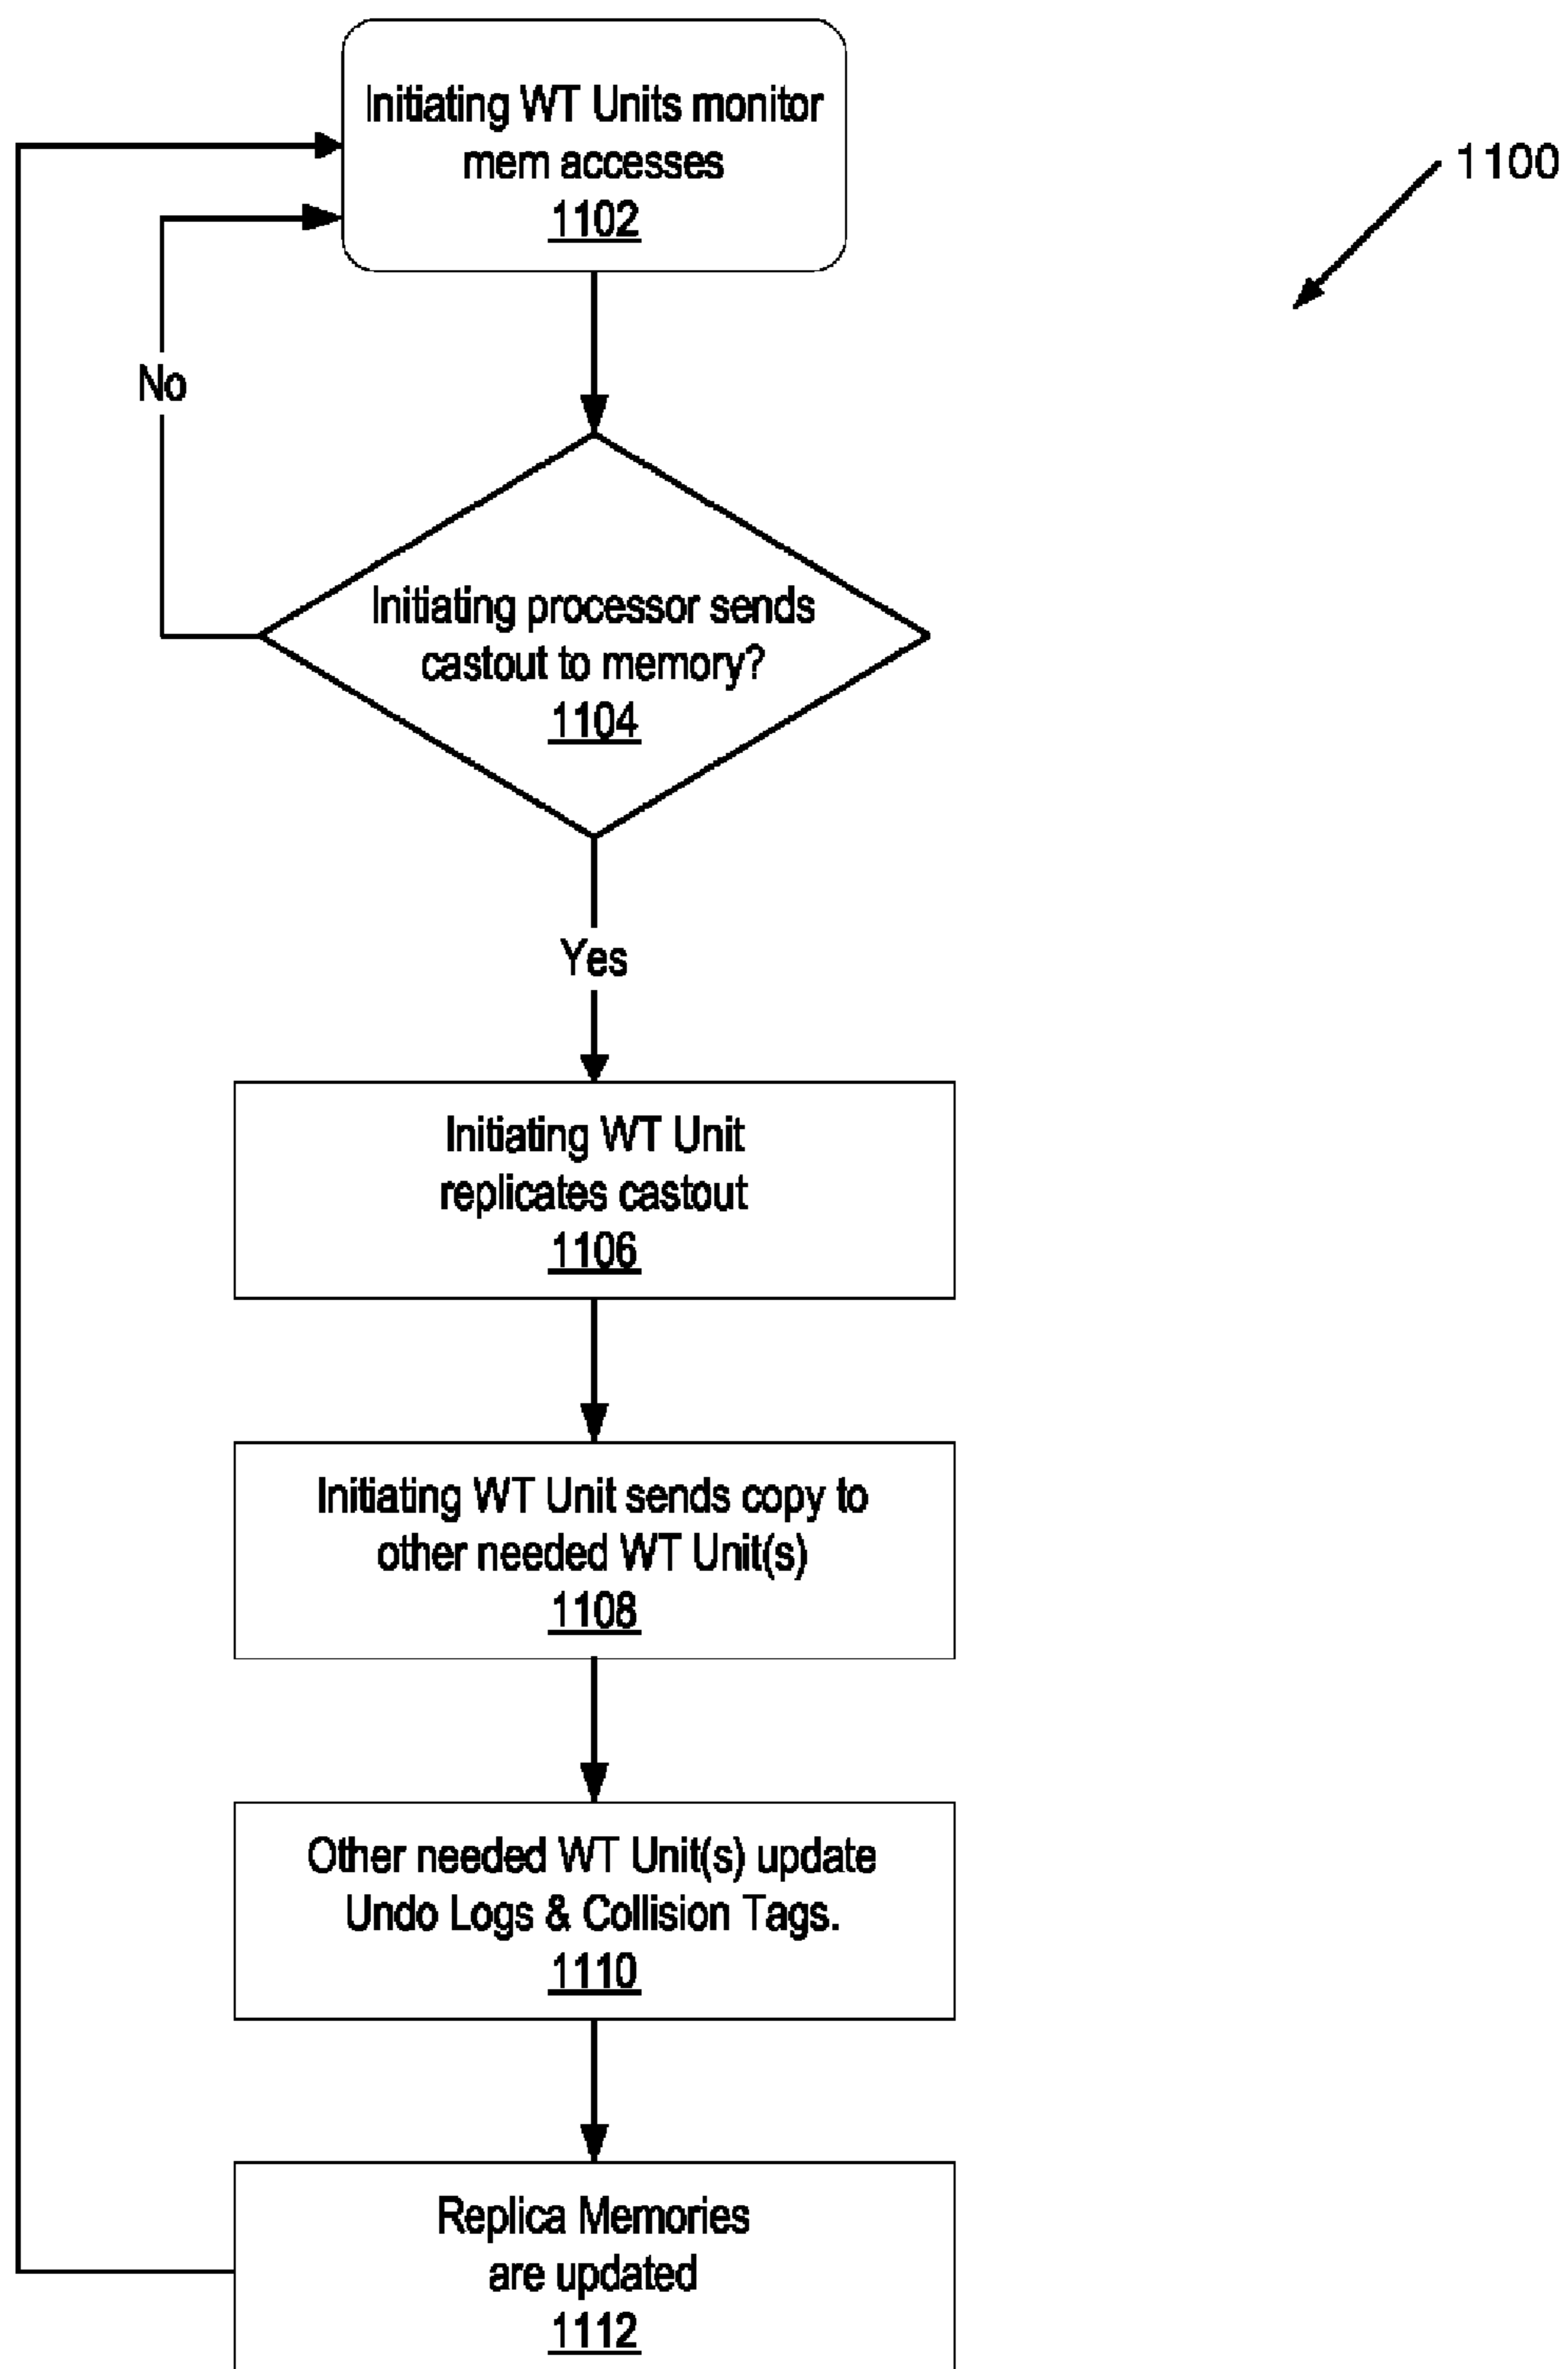 Initiating WT Units monitor
mem accesses
1102
1100
No
Initiating processor sends
castout to memory?
1104
Yes
Initiating WT Unit
replicates castout
1106
Initiating WT Unit sends copy to
other needed WT Unit(s)
1108
Other needed WT Unit(s) update
Undo Logs & Collision Tags.
1110
Replica Memories
are updated
1112